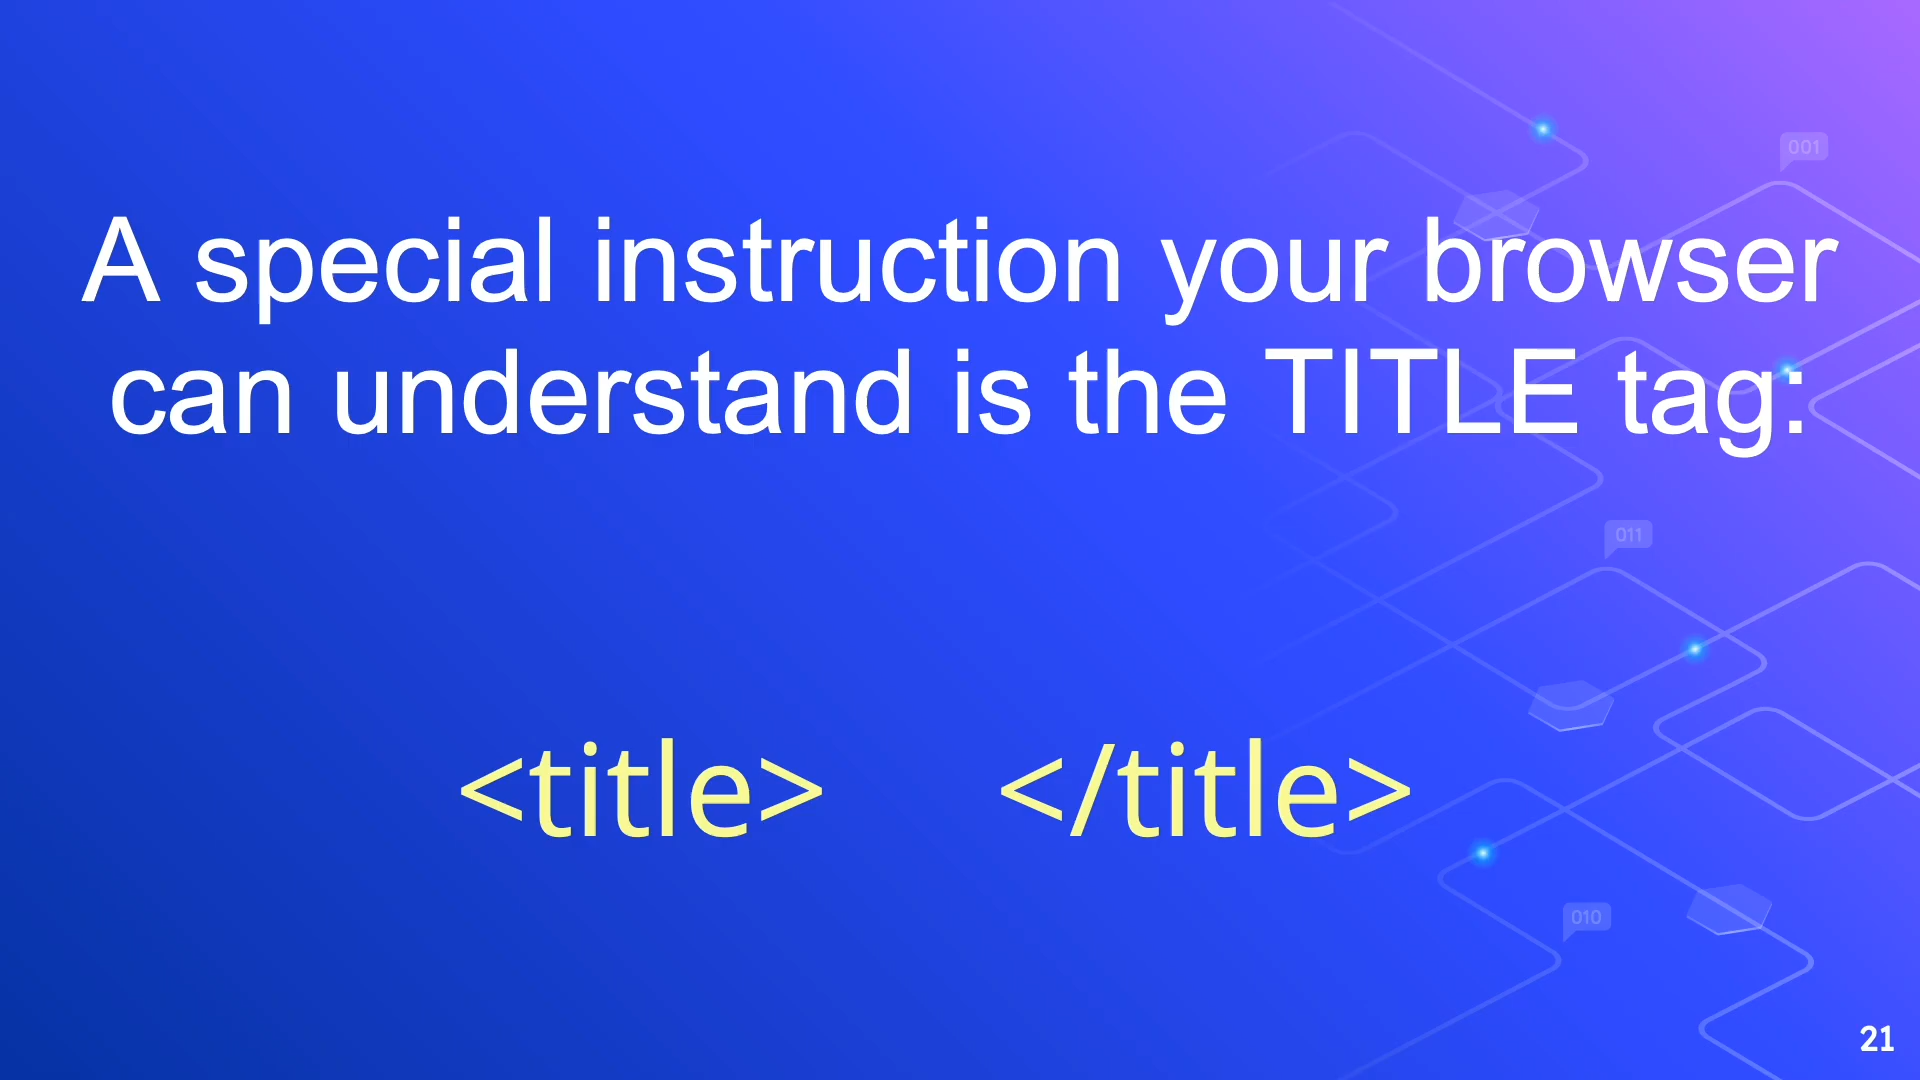 001
A special instruction your browser
can understand is the TITLE tag:
011
<title> </title>
010
21